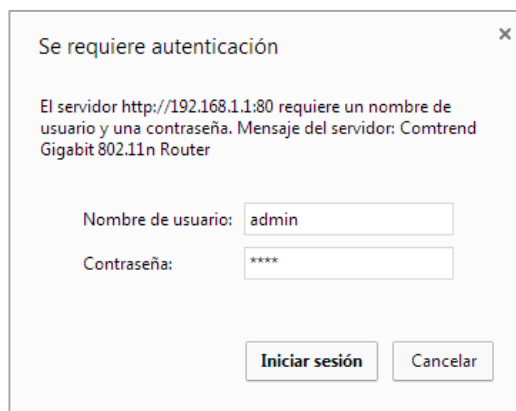 Se requiere autenticación
×
El servidor http://192.168.1.1:80 requiere un nombre de
usuario y una contraseña. Mensaje del servidor: Comtrend
Gigabit 802.11n Router
Nombre de usuario: admin
Contraseña: ****
Iniciar sesión Cancelar